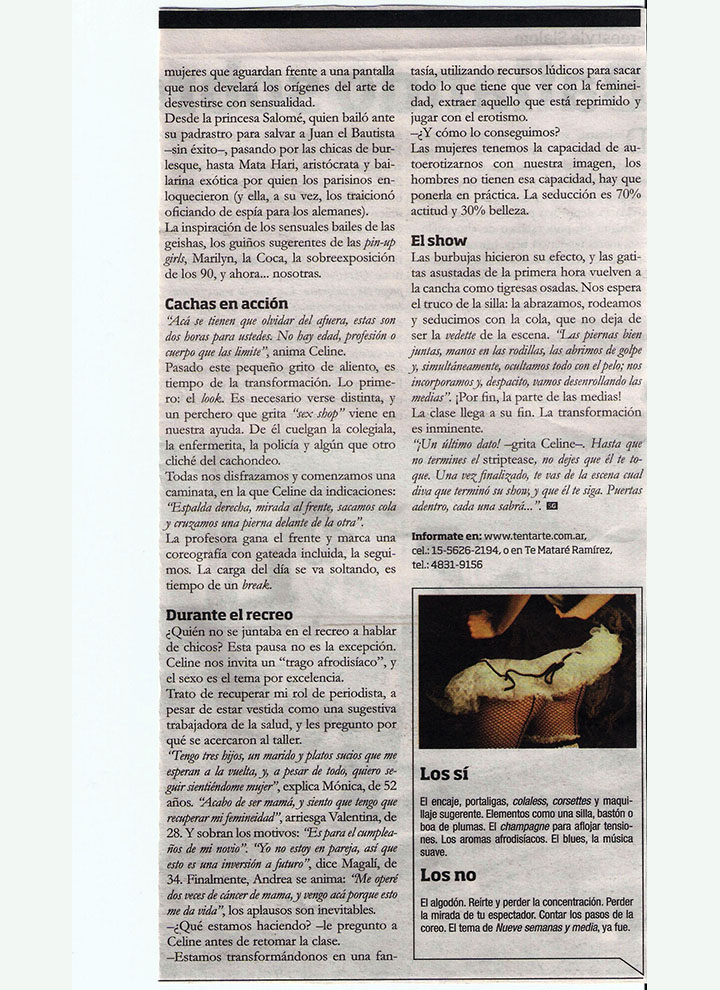 mujeres que aguardan frente a una pantalla
que nos develará los orígenes del arte de
desvestirse con sensualidad.
Desde la princesa Salomé, quien bailó ante
su padrastro para salvar a Juan el Bautista
–sin éxito–, pasando por las chicas de bur-
lesque, hasta Mata Hari, aristócrata y bai-
larina exótica por quien los parisinos en-
loquecieron (y ella, a su vez, los traicionó
oficiando de espía para los alemanes).
La inspiración de los sensuales bailes de las
geishas, los guiños sugerentes de las pin-up
girls, Marilyn, la Coca, la sobreexposición
de los 90, y ahora... nosotras.
Cachas en acción
“Acá se tienen que olvidar del afuera, estas son
dos horas para ustedes. No hay edad, profesión o
cuerpo que las limite”, anima Celine.
Pasado este pequeño grito de aliento, es
tiempo de la transformación. Lo prime-
ro: el look. Es necesario verse distinta, y
un perchero que grita “sex shop” viene en
nuestra ayuda. De él cuelgan la colegiala,
la enfermerita, la policía y algún que otro
cliché del cachondeo.
Todas nos disfrazamos y comenzamos una
caminata, en la que Celine da indicaciones:
“Espalda derecha, mirada al frente, sacamos cola
y cruzamos una pierna delante de la otra”.
La profesora gana el frente y marca una
coreografía con gateada incluida, la segui-
mos. La carga del día se va soltando, es
tiempo de un break.
Durante el recreo
¿Quién no se juntaba en el recreo a hablar
de chicos? Esta pausa no es la excepción.
Celine nos invita un “trago afrodisíaco”, y
el sexo es el tema por excelencia.
Trato de recuperar mi rol de periodista, a
pesar de estar vestida como una sugestiva
trabajadora de la salud, y les pregunto por
qué se acercaron al taller.
“Tengo tres hijos, un marido y platos sucios que me
esperan a la vuelta, y, a pesar de todo, quiero se-
guir sientiéndome mujer”, explica Mónica, de 52
años. “Acabo de ser mamá, y siento que tengo que
recuperar mi femineidad”, arriesga Valentina, de
28. Y sobran los motivos: “Es para el cumplea-
ños de mi novio”. “Yo no estoy en pareja, así que
esto es una inversión a futuro”, dice Magalí, de
34. Finalmente, Andrea se anima: “Me operé
dos veces de cáncer de mama, y vengo acá porque esto
me da vida”, los aplausos son inevitables.
–¿Qué estamos haciendo? –le pregunto a
Celine antes de retomar la clase.
–Estamos transformándonos en una fan-
tasía, utilizando recursos lúdicos para sacar
todo lo que tiene que ver con la feminei-
dad, extraer aquello que está reprimido y
jugar con el erotismo.
–¿Y cómo lo conseguimos?
Las mujeres tenemos la capacidad de au-
toerotizarnos con nuestra imagen, los
hombres no tienen esa capacidad, hay que
ponerla en práctica. La seducción es 70%
actitud y 30% belleza.
El show
Las burbujas hicieron su efecto, y las gati-
tas asustadas de la primera hora vuelven a
la cancha como tigresas osadas. Nos espera
el truco de la silla: la abrazamos, rodeamos
y seducimos con la cola, que no deja de
ser la vedette de la escena. “Las piernas bien
juntas, manos en las rodillas, las abrimos de golpe
y, simultáneamente, ocultamos todo con el pelo; nos
incorporamos y, despacito, vamos desenrollando las
medias”. ¡Por fin, la parte de las medias!
La clase llega a su fin. La transformación
es inminente.
“¡Un último dato! –grita Celine–. Hasta que
no termines el striptease, no dejes que él te to-
que. Una vez finalizado, te vas de la escena cual
diva que terminó su show, y que él te siga. Puertas
adentro, cada una sabrá...”. SG
Informate en: www.tentarte.com.ar,
cel.: 15-5626-2194, o en Te Mataré Ramírez,
tel.: 4831-9156
Los sí
El encaje, portaligas, colaless, corsettes y maqui-
llaje sugerente. Elementos como una silla, bastón o
boa de plumas. El champagne para aflojar tensio-
nes. Los aromas afrodisíacos. El blues, la música
suave.
Los no
El algodón. Reírte y perder la concentración. Perder
la mirada de tu espectador. Contar los pasos de la
coreo. El tema de Nueve semanas y media, ya fue.